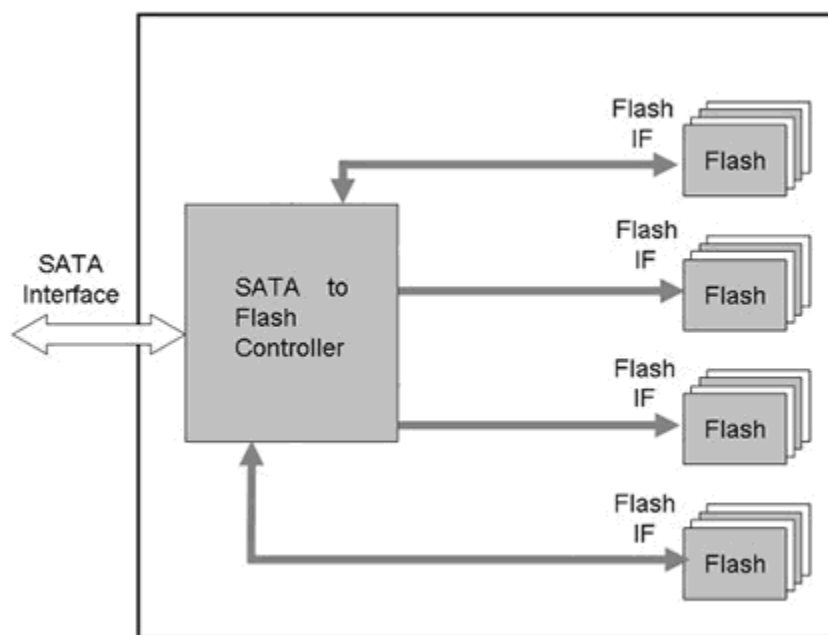 SATA
Interface
SATA to
Flash
Controller
Flash
IF
Flash
Flash
IF
Flash
Flash
IF
Flash
Flash
IF
Flash